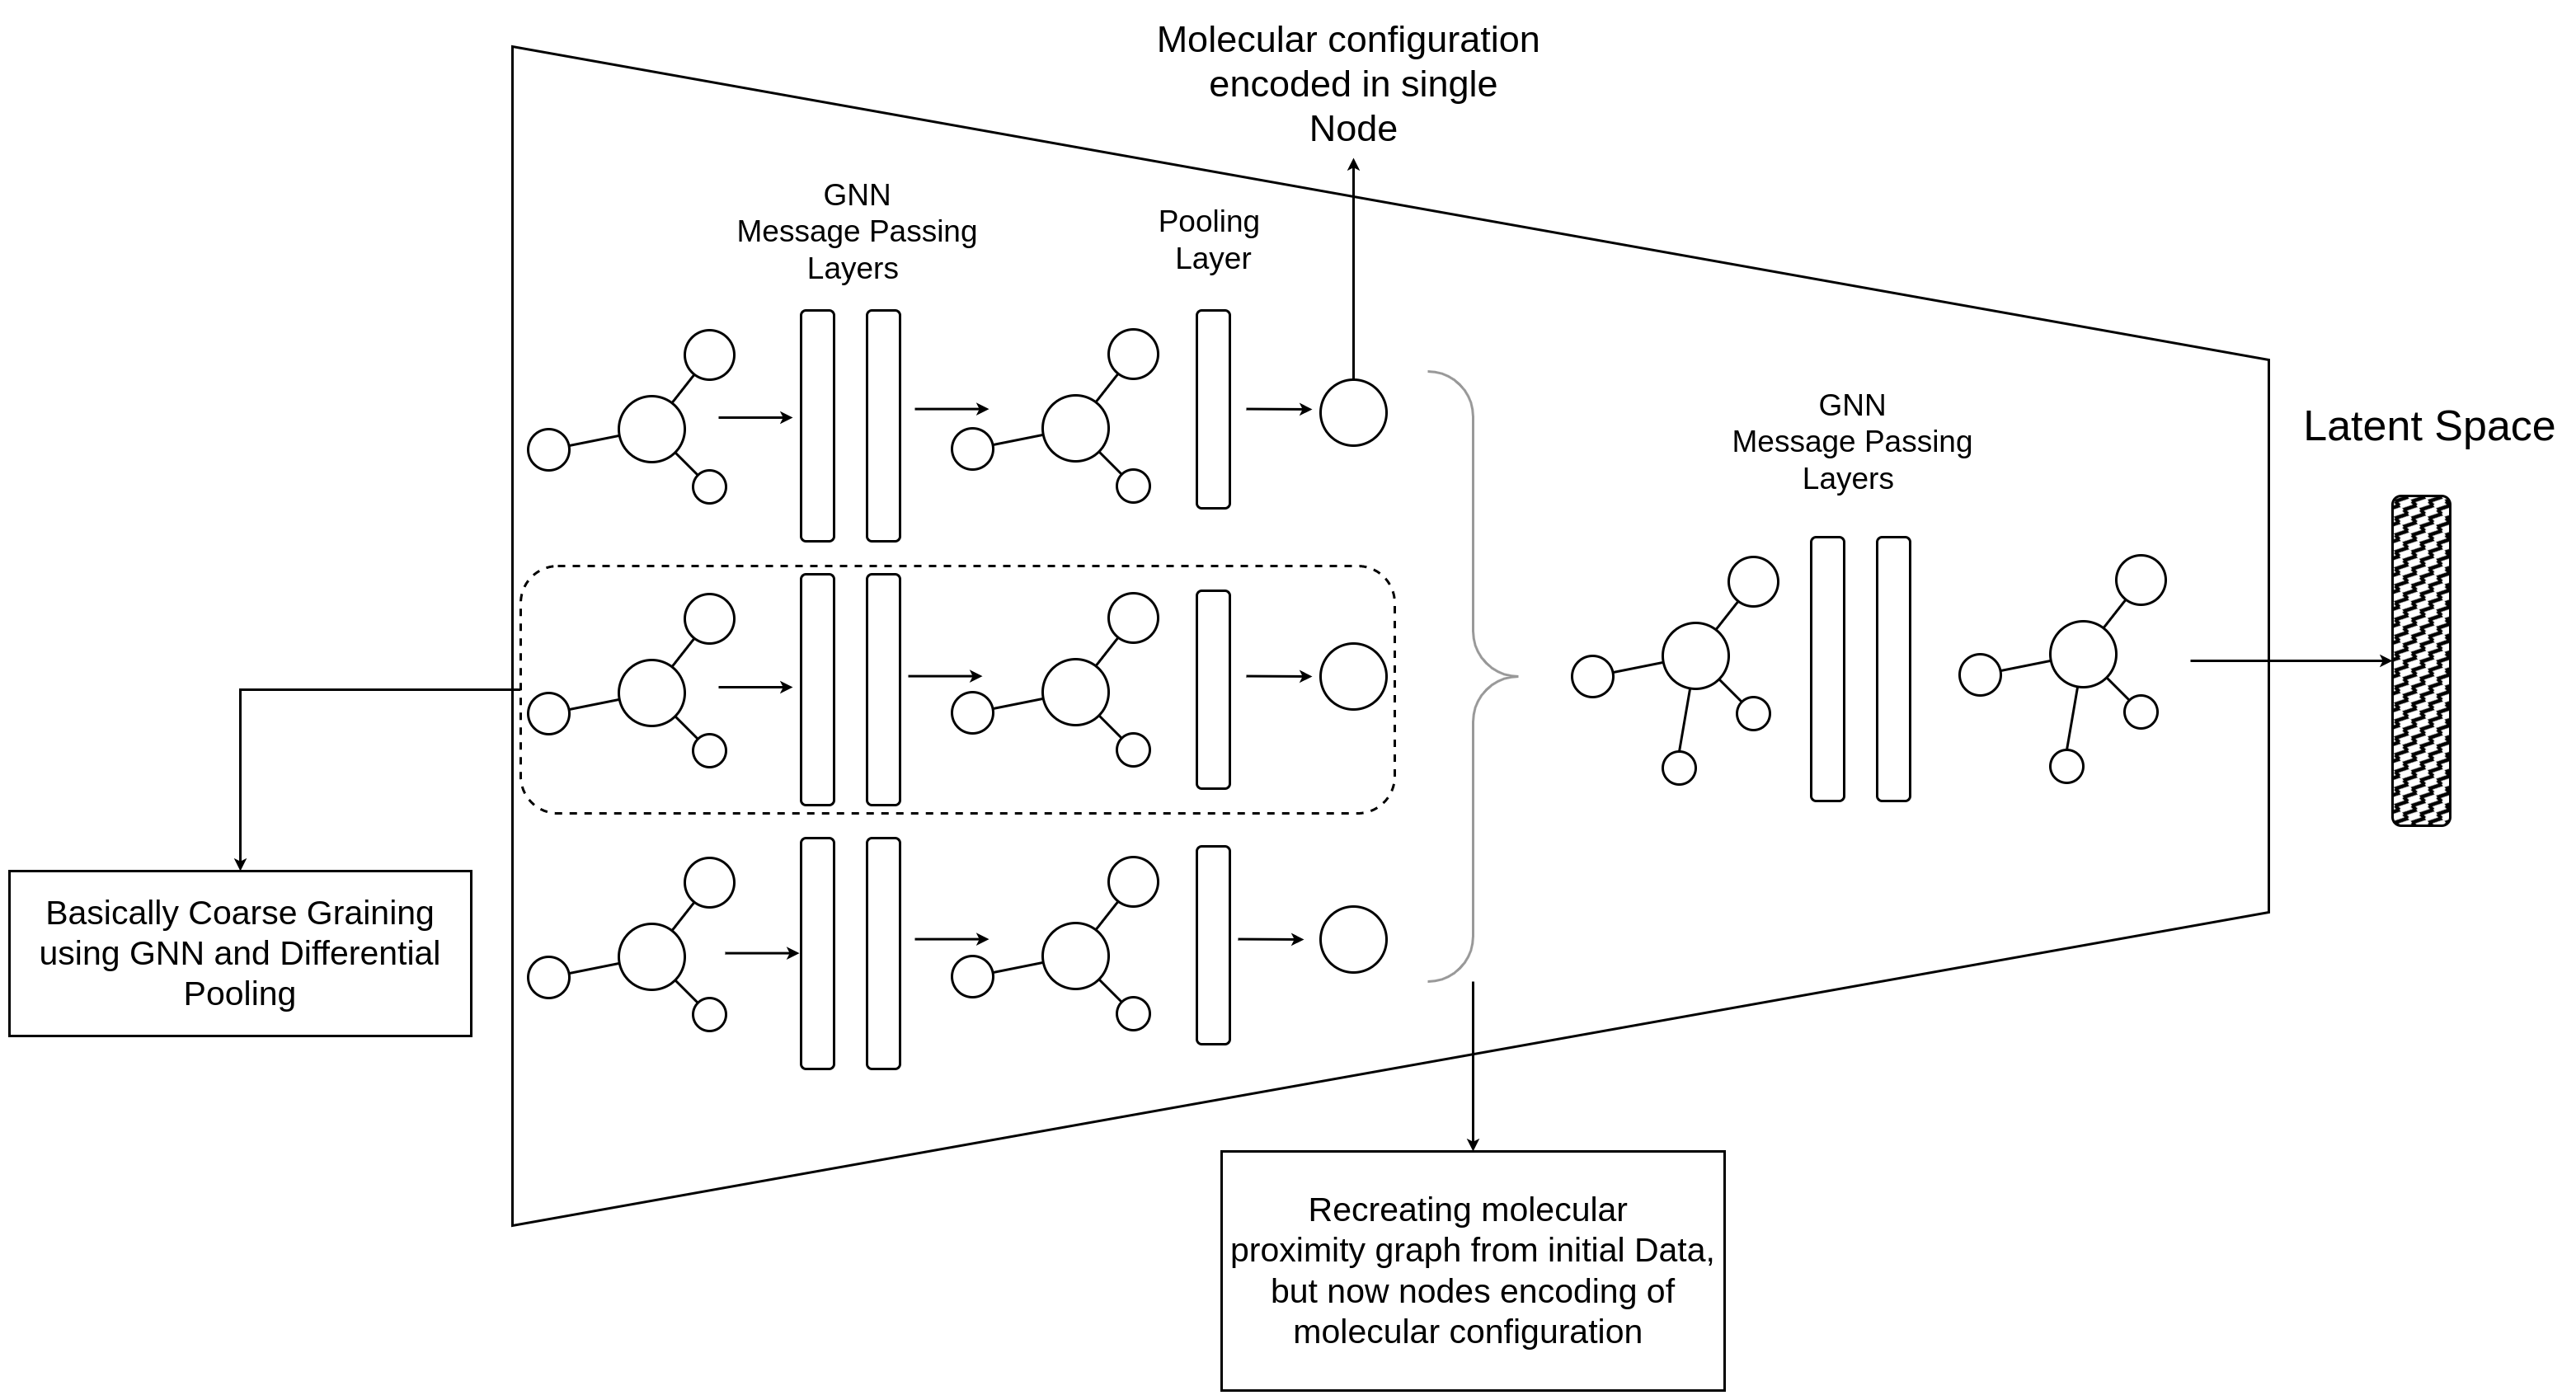 Molecular configuration
encoded in single
Node
GNN
Message Passing
Layers
Pooling
Layer
GNN
Message Passing
Layers
Latent Space
Basically Coarse Graining
using GNN and Differential
Pooling
Recreating molecular
proximity graph from initial Data,
but now nodes encoding of
molecular configuration